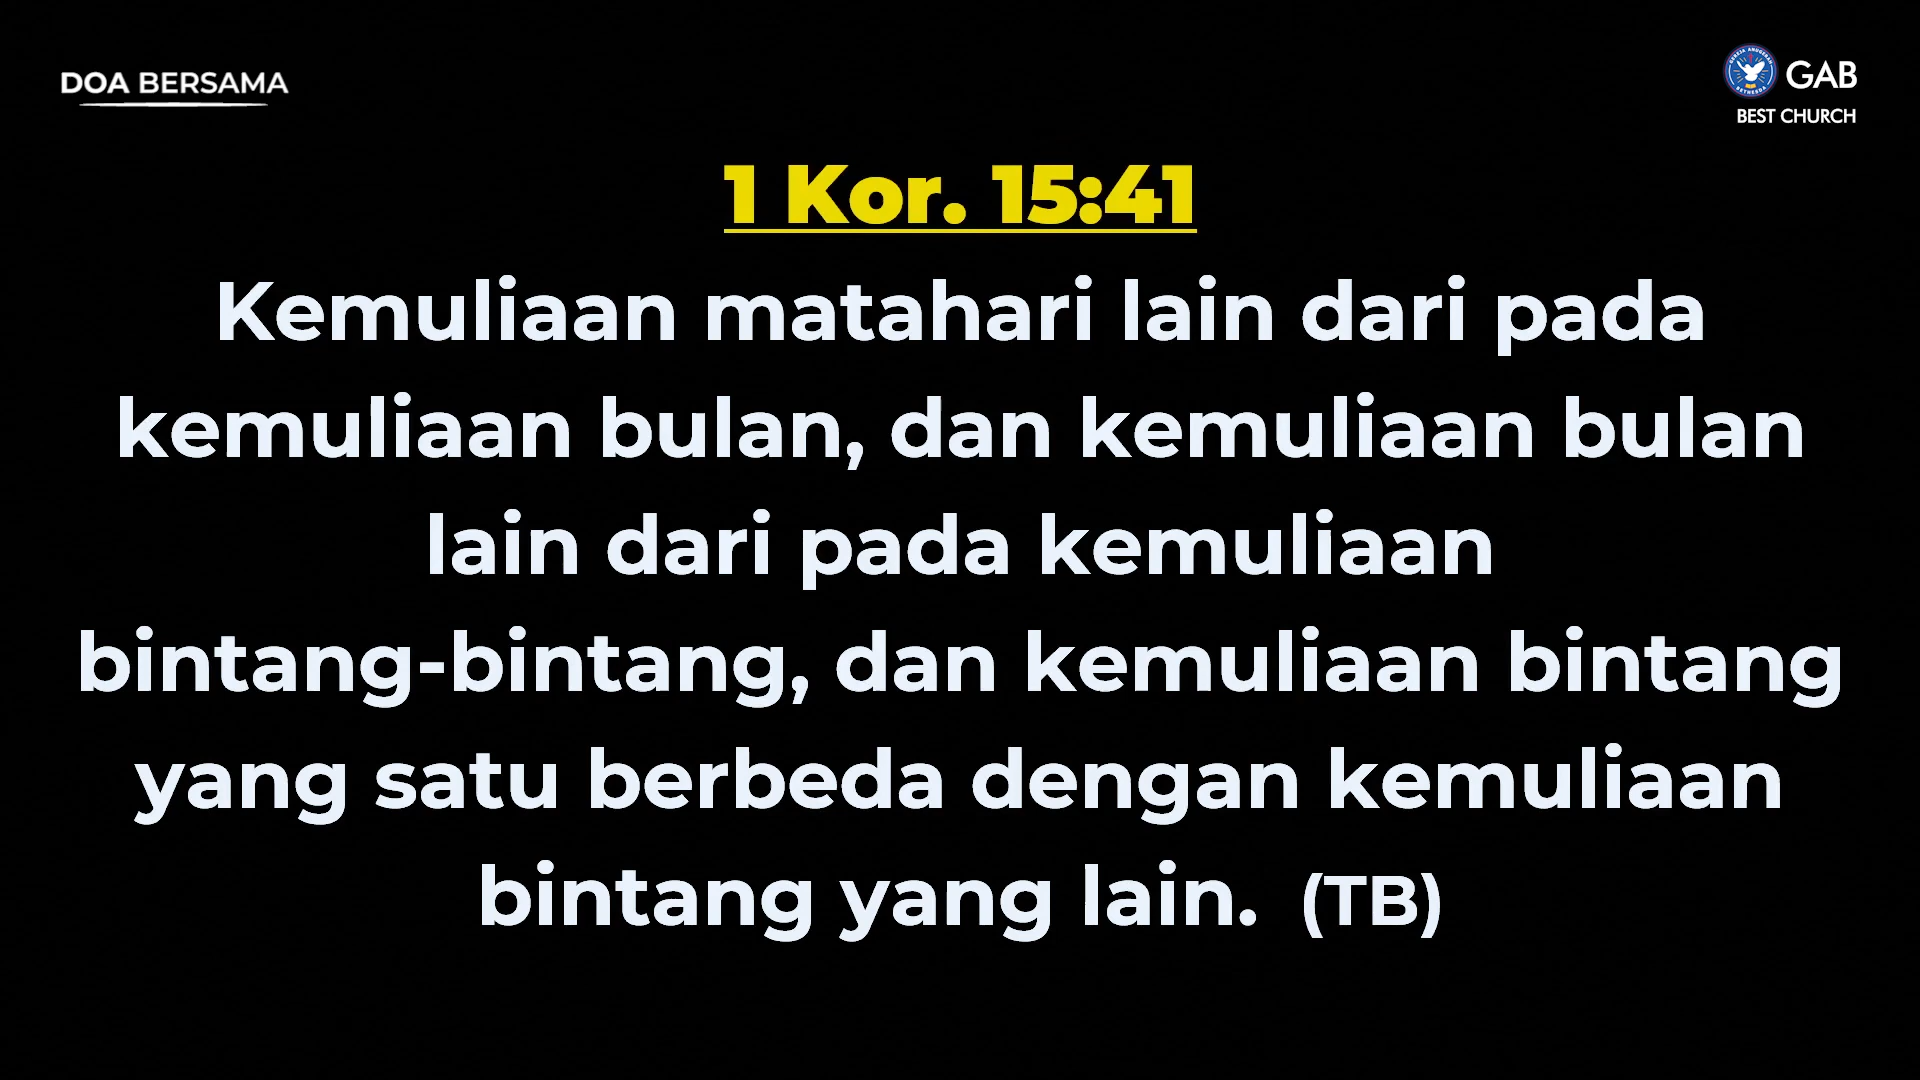 DOA BERSAMA
GAB
BEST CHURCH
1 Kor. 15:41
Kemuliaan matahari lain dari pada
kemuliaan bulan, dan kemuliaan bulan
lain dari pada kemuliaan
bintang-bintang, dan kemuliaan bintang
yang satu berbeda dengan kemuliaan
bintang yang lain. (TB)